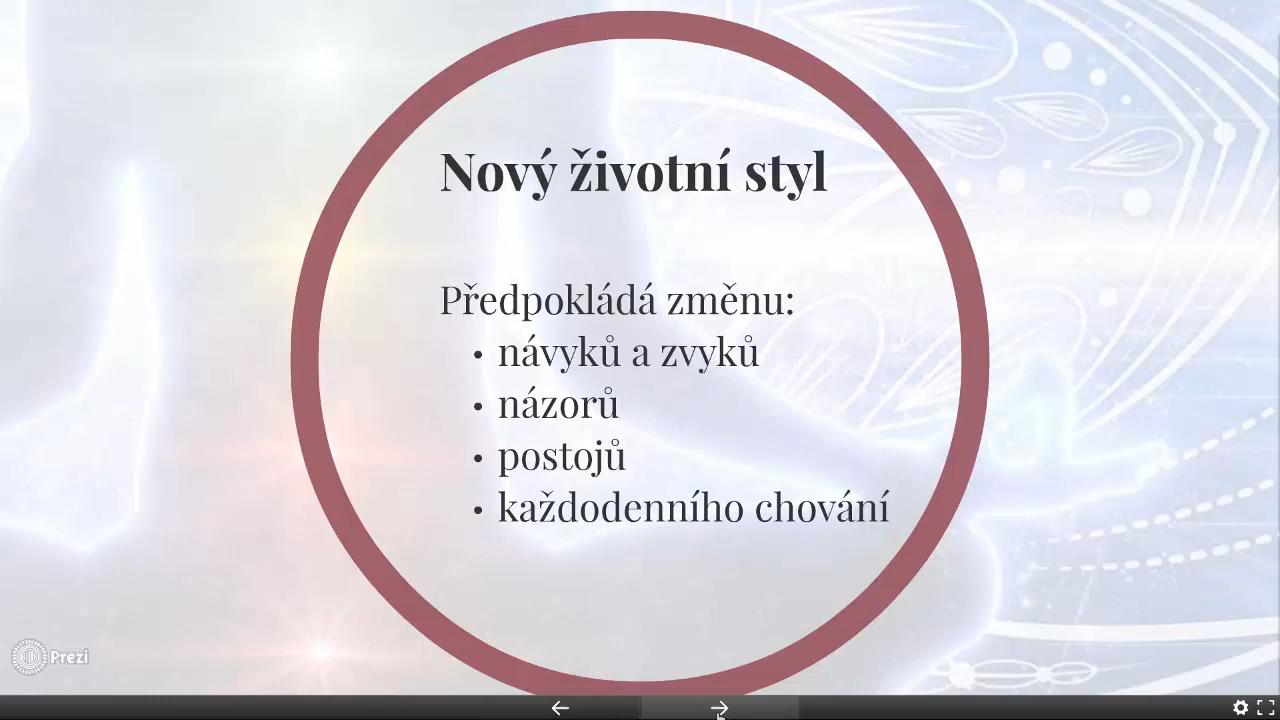 Nový životní styl
Předpokládá změnu:
• návyků a zvyků
• názorů
• postojů
• každodenního chování
Prezi